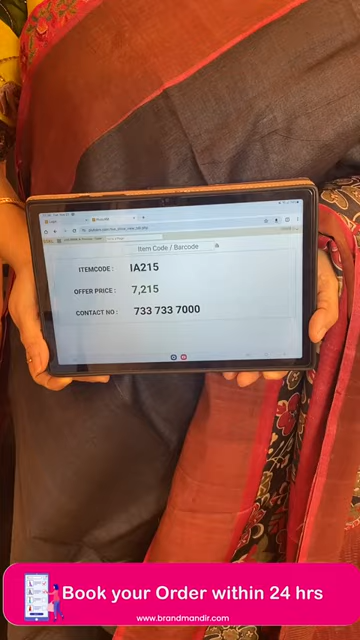 Item Code / Barcode
ITEMCODE : IA215
OFFER PRICE : 7,215
CONTACT NO : 733 733 7000
Book your Order within 24 hrs
www.brandmandir.com